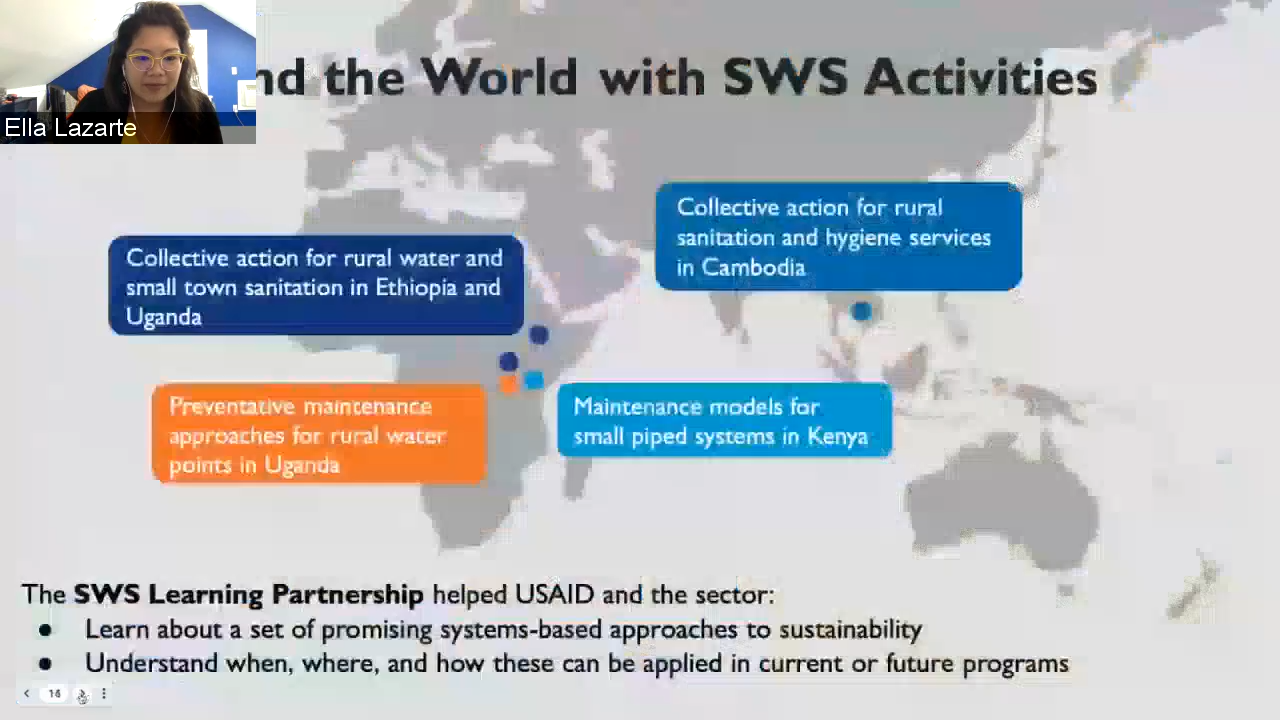 nd the World with SWS Activities
Ella Lazarte
Collective action for rural
sanitation and hygiene services
in Cambodia
Collective action for rural water and
small town sanitation in Ethiopia and
Uganda
Preventative maintenance
approaches for rural water
points in Uganda
Maintenance models for
small piped systems in Kenya
The SWS Learning Partnership helped USAID and the sector:
● Learn about a set of promising systems-based approaches to sustainability
● Understand when, where, and how these can be applied in current or future programs
16